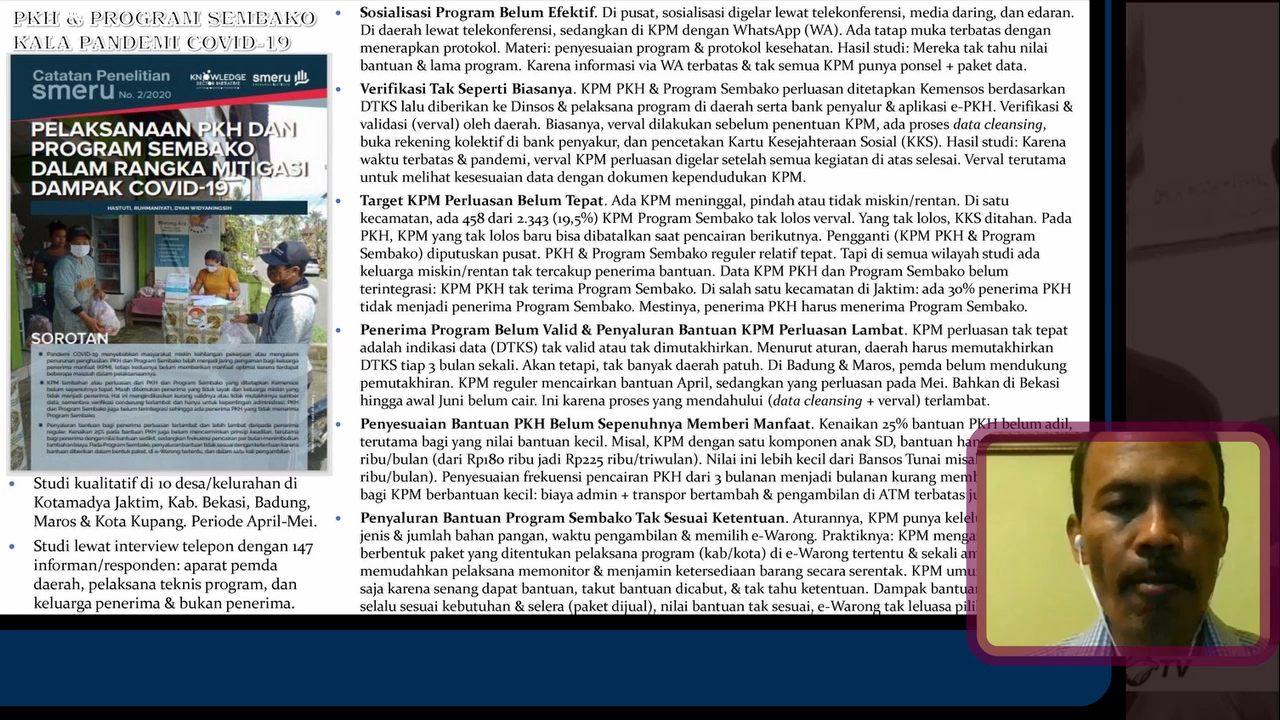 PKH & PROGRAM SEMBAKO
KALA PANDEMI COVID-19
Catatan Penelitian
smeru No. 2/2020
KNOWLEDGE
SECTOR INITIATIVE
smeru
PELAKSANAAN PKH DAN
PROGRAM SEMBAKO
DALAM RANGKA MITIGASI
DAMPAK COVID-19
HASTUTI, RUHMANIYATI, DYAN WIDYANINGSIH
SOROTAN
Studi kualitatif di 10 desa/kelurahan di
Kotamadya Jaktim, Kab. Bekasi, Badung,
Maros & Kota Kupang. Periode April-Mei.
Studi lewat interview telepon dengan 147
informan/responden: aparat pemda
daerah, pelaksana teknis program, dan
keluarga penerima & bukan penerima.
Sosialisasi Program Belum Efektif. Di pusat, sosialisasi digelar lewat telekonferensi, media daring, dan edaran.
Di daerah lewat telekonferensi, sedangkan di KPM dengan WhatsApp (WA). Ada tatap muka terbatas dengan
menerapkan protokol. Materi: penyesuaian program & protokol kesehatan. Hasil studi: Mereka tak tahu nilai
bantuan & lama program. Karena informasi via WA terbatas & tak semua KPM punya ponsel + paket data.
Verifikasi Tak Seperti Biasanya. KPM PKH & Program Sembako perluasan ditetapkan Kemensos berdasarkan
DTKS lalu diberikan ke Dinsos & pelaksana program di daerah serta bank penyalur & aplikasi e-PKH. Verifikasi &
validasi (verval) oleh daerah. Biasanya, verval dilakukan sebelum penentuan KPM, ada proses data cleansing,
buka rekening kolektif di bank penyakur, dan pencetakan Kartu Kesejahteraan Sosial (KKS). Hasil studi: Karena
waktu terbatas & pandemi, verval KPM perluasan digelar setelah semua kegiatan di atas selesai. Verval terutama
untuk melihat kesesuaian data dengan dokumen kependudukan KPM.
Target KPM Perluasan Belum Tepat. Ada KPM meninggal, pindah atau tidak miskin/rentan. Di satu
kecamatan, ada 458 dari 2.343 (19,5%) KPM Program Sembako tak lolos verval. Yang tak lolos, KKS ditahan. Pada
PKH, KPM yang tak lolos baru bisa dibatalkan saat pencairan berikutnya. Pengganti (KPM PKH & Program
Sembako) diputuskan pusat. PKH & Program Sembako reguler relatif tepat. Tapi di semua wilayah studi ada
keluarga miskin/rentan tak tercakup penerima bantuan. Data KPM PKH dan Program Sembako belum
terintegrasi: KPM PKH tak terima Program Sembako. Di salah satu kecamatan di Jaktim: ada 30% penerima PKH
tidak menjadi penerima Program Sembako. Mestinya, penerima PKH harus menerima Program Sembako.
Penerima Program Belum Valid & Penyaluran Bantuan KPM Perluasan Lambat. KPM perluasan tak tepat
adalah indikasi data (DTKS) tak valid atau tak dimutakhirkan. Menurut aturan, daerah harus memutakhirkan
DTKS tiap 3 bulan sekali. Akan tetapi, tak banyak daerah patuh. Di Badung & Maros, pemda belum mendukung
pemutakhiran. KPM reguler mencairkan bantuan April, sedangkan yang perluasan pada Mei. Bahkan di Bekasi
hingga awal Juni belum cair. Ini karena proses yang mendahului (data cleansing + verval) terlambat.
Penyesuaian Bantuan PKH Belum Sepenuhnya Memberi Manfaat. Kenaikan 25% bantuan PKH belum adil,
terutama bagi yang nilai bantuan kecil. Misal, KPM dengan satu anak SD, bantuan han
ribu/bulan (dari Rp180 ribu jadi Rp225 ribu/triwulan). Nilai ini lebih kecil dari Bansos Tunai misa
ribu/bulan). Penyesuaian frekuensi pencairan PKH dari 3 bulanan menjadi bulanan kurang mem
bagi KPM berbantuan kecil: biaya admin + transpor bertambah & pengambilan di ATM terbatas ju
Penyaluran Bantuan Program Sembako Tak Sesuai Ketentuan. Aturannya, KPM punya kelel
jenis & jumlah bahan pangan, waktu pengambilan & memilih e-Warong. Praktiknya: KPM menga
berbentuk paket yang ditentukan pelaksana program (kab/kota) di e-Warong tertentu & sekali am
memudahkan pelaksana memonitor & menjamin ketersediaan barang secara serentak. KPM umu
saja karena senang dapat bantuan, takut bantuan dicabut, & tak tahu ketentuan. Dampak bantuan
selalu sesuai kebutuhan & selera (paket dijual), nilai bantuan tak sesuai, e-Warong tak leluasa pili
TV